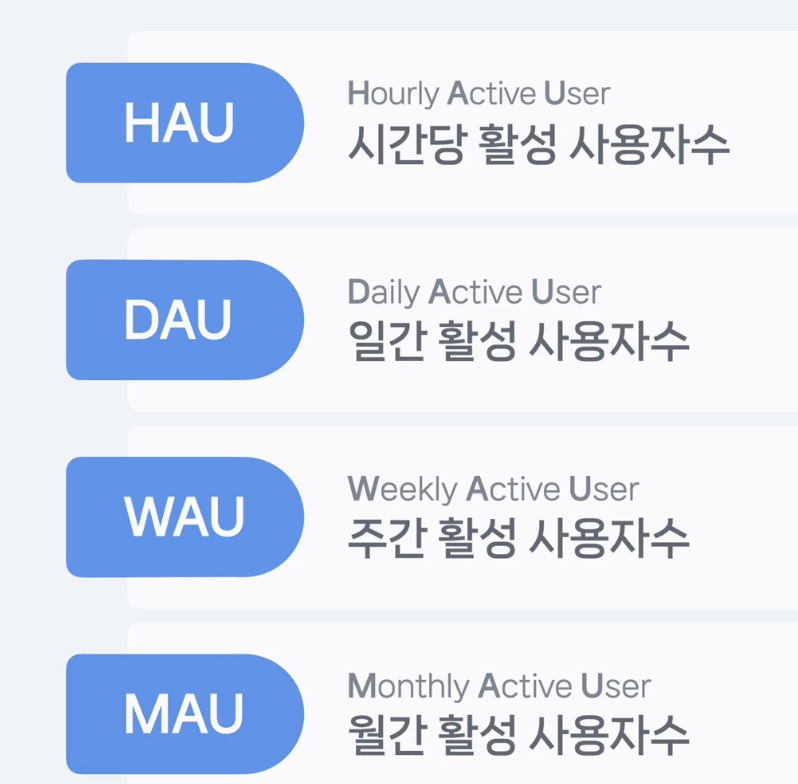 HAU
Hourly Active User
시간당 활성 사용자수
DAU
Daily Active User
일간 활성 사용자수
WAU
Weekly Active User
주간 활성 사용자수
MAU
Monthly Active User
월간 활성 사용자수